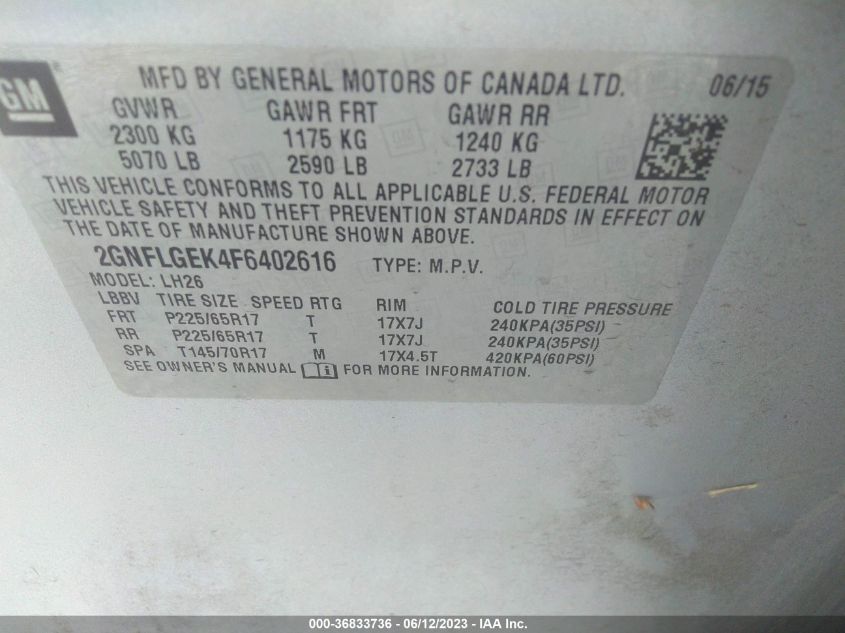 GM ®
MFD BY GENERAL MOTORS OF CANADA LTD. 06/15
GVWR GAWR FRT GAWR RR
2300 KG 1175 KG 1240 KG
5070 LB 2590 LB 2733 LB
THIS VEHICLE CONFORMS TO ALL APPLICABLE U.S. FEDERAL MOTOR
VEHICLE SAFETY AND THEFT PREVENTION STANDARDS IN EFFECT ON
THE DATE OF MANUFACTURE SHOWN ABOVE.
2GNFLGEK4F6402616 TYPE: M.P.V.
MODEL: LH26
LBBV TIRE SIZE SPEED RTG RIM COLD TIRE PRESSURE
FRT P225/65R17 T 17X7J 240KPA(35PSI)
RR P225/65R17 T 17X7J 240KPA(35PSI)
SPA T145/70R17 M 17X4.5T 420KPA(60PSI)
SEE OWNER'S MANUAL i FOR MORE INFORMATION.
000-36833736 - 06/12/2023 - IAA Inc.